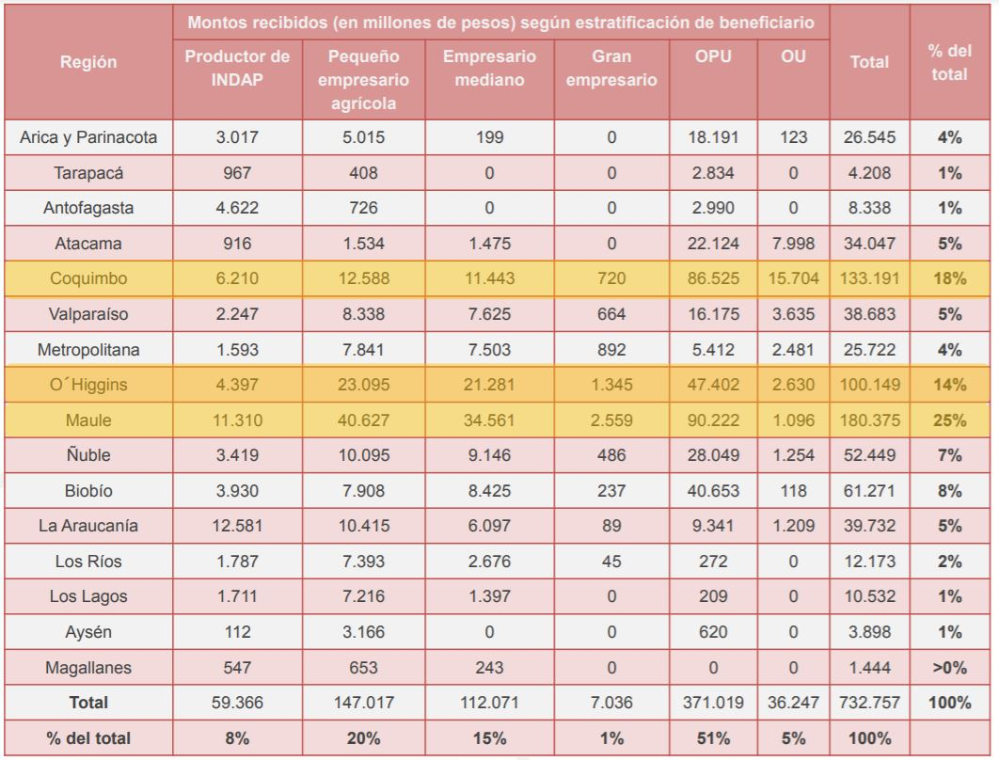 Región Montos recibidos (en millones de pesos) según estratificación de beneficiario Total % del total
Productor de INDAP Pequeño empresario agrícola Empresario mediano Gran empresario OPU OU
Arica y Parinacota 3.017 5.015 199 0 18.191 123 26.545 4%
Tarapacá 967 408 0 0 2.834 0 4.208 1%
Antofagasta 4.622 726 0 0 2.990 0 8.338 1%
Atacama 916 1.534 1.475 0 22.124 7.998 34.047 5%
Coquimbo 6.210 12.588 11.443 720 86.525 15.704 133.191 18%
Valparaíso 2.247 8.338 7.625 664 16.175 3.635 38.683 5%
Metropolitana 1.593 7.841 7.503 892 5.412 2.481 25.722 4%
O´Higgins 4.397 23.095 21.281 1.345 47.402 2.630 100.149 14%
Maule 11.310 40.627 34.561 2.559 90.222 1.096 180.375 25%
Ñuble 3.419 10.095 9.146 486 28.049 1.254 52.449 7%
Biobío 3.930 7.908 8.425 237 40.653 118 61.271 8%
La Araucanía 12.581 10.415 6.097 89 9.341 1.209 39.732 5%
Los Ríos 1.787 7.393 2.676 45 272 0 12.173 2%
Los Lagos 1.711 7.216 1.397 0 209 0 10.532 1%
Aysén 112 3.166 0 0 620 0 3.898 1%
Magallanes 547 653 243 0 0 0 1.444 >0%
Total 59.366 147.017 112.071 7.036 371.019 36.247 732.757 100%
% del total 8% 20% 15% 1% 51% 5% 100%